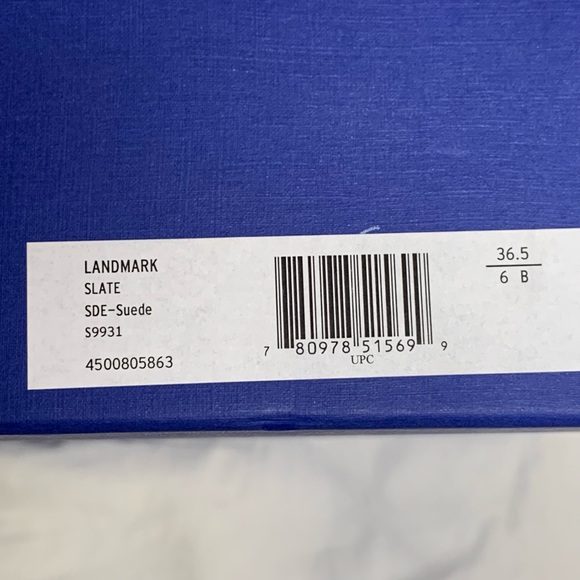 LANDMARK
SLATE
SDE-Suede
S9931
4500805863
7 80978 51569 9
UPC
36.5
6 B